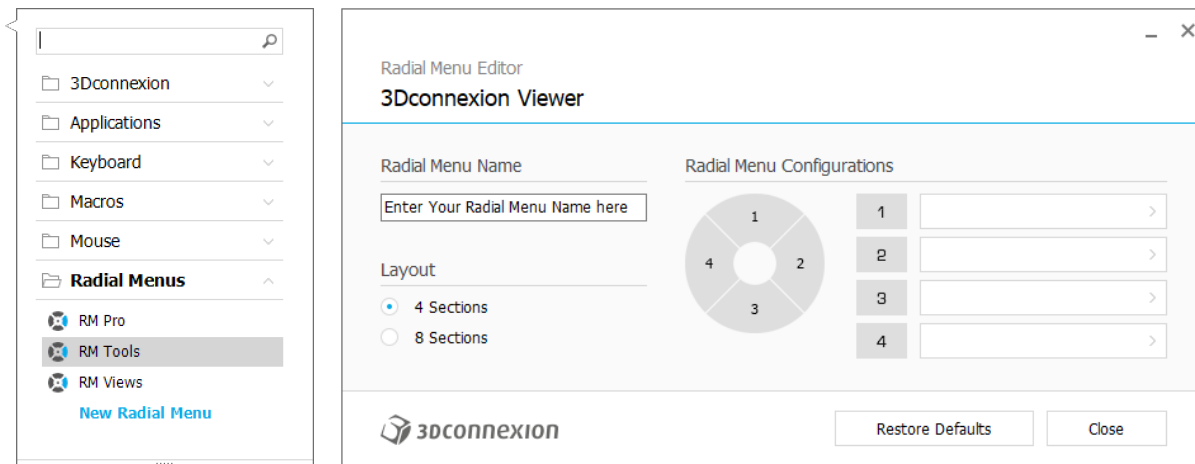 3Dconnexion
Applications
Keyboard
Macros
Mouse
Radial Menus
RM Pro
RM Tools
RM Views
New Radial Menu
Radial Menu Editor
3Dconnexion Viewer
Radial Menu Name
Enter Your Radial Menu Name here
Layout
4 Sections
8 Sections
Radial Menu Configurations
1
4 2
3
1
2
3
4
3Dconnexion
Restore Defaults Close